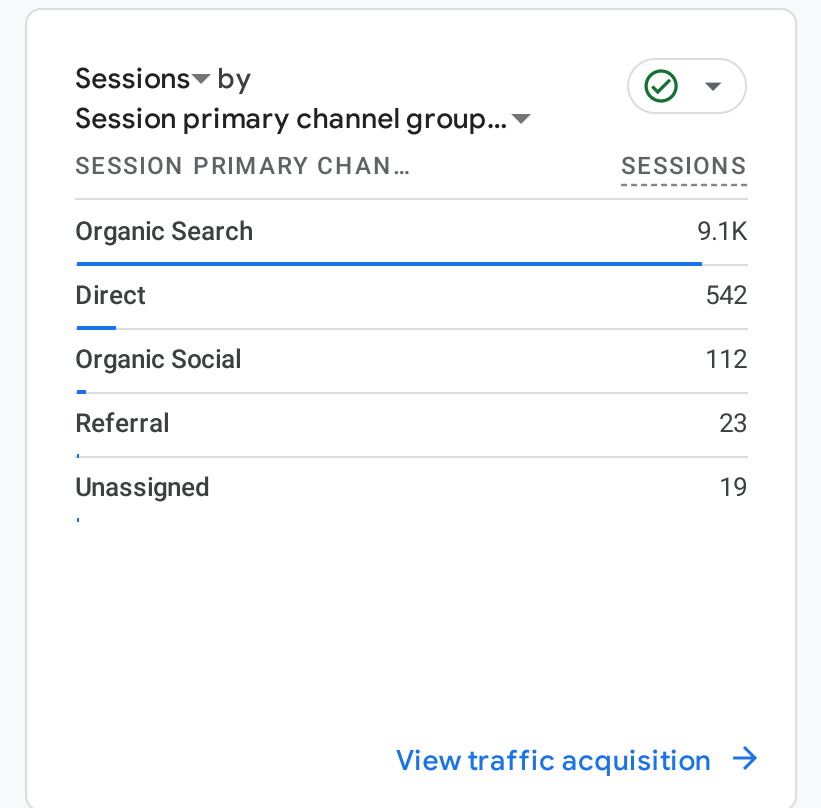 Sessions by
Session primary channel group…
SESSION PRIMARY CHAN…
SESSIONS
Organic Search 9.1K
Direct 542
Organic Social 112
Referral 23
Unassigned 19
View traffic acquisition